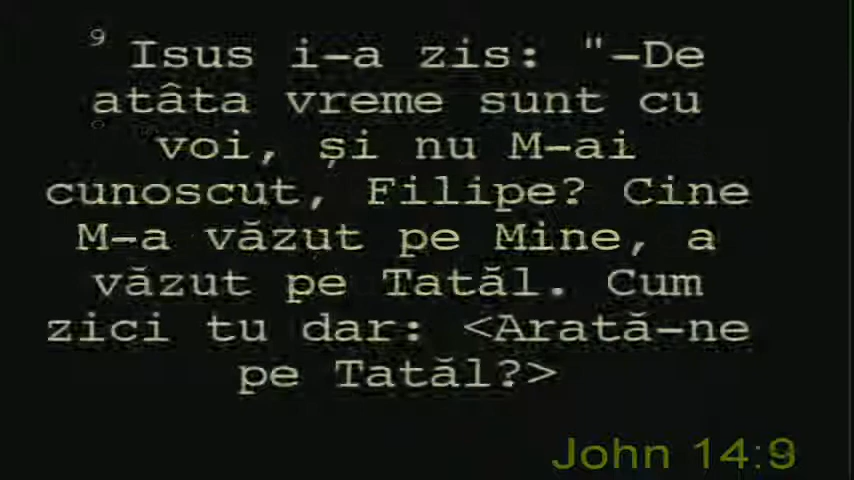 9 Isus i-a zis: "-De
atâta vreme sunt cu
voi, și nu M-ai
cunoscut, Filipe? Cine
M-a văzut pe Mine, a
văzut pe Tatăl. Cum
zici tu dar: <Arată-ne
pe Tatăl?>
John 14:9